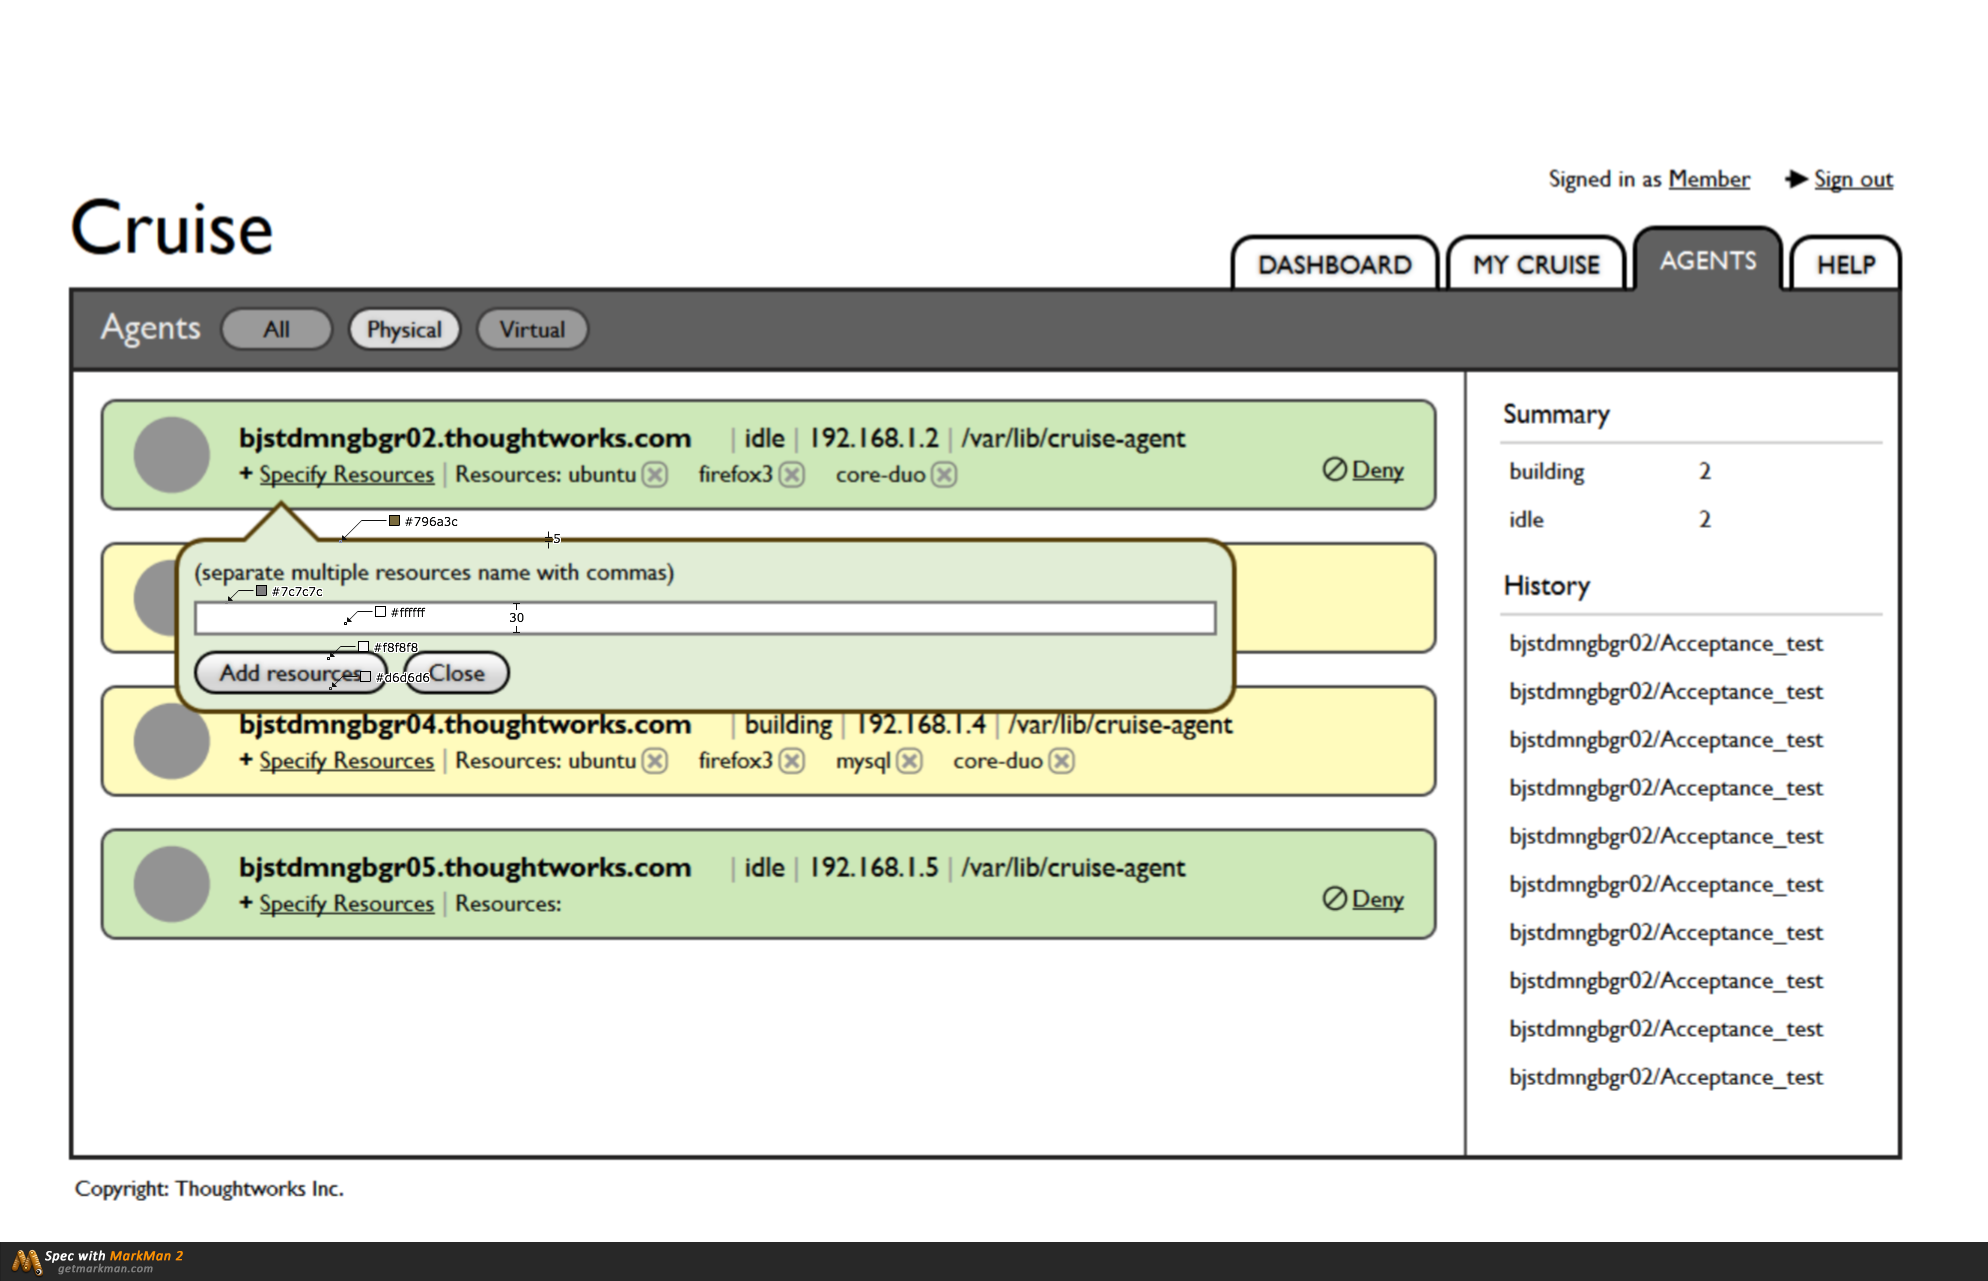 Signed in as Member Sign out
Cruise
DASHBOARD MY CRUISE AGENTS HELP
Agents All Physical Virtual
bjstdmngbgr02.thoughtworks.com | idle | 192.168.1.2 | /var/lib/cruise-agent
+ Specify Resources | Resources: ubuntu firefox3 core-duo
Deny
#796a3c
5
(separate multiple resources name with commas)
#7c7c7c
#ffffff
30
#f8f8f8
Add resources Close
#d6d6d6
bjstdmngbgr04.thoughtworks.com | building | 192.168.1.4 | /var/lib/cruise-agent
+ Specify Resources | Resources: ubuntu firefox3 mysql core-duo
bjstdmngbgr05.thoughtworks.com | idle | 192.168.1.5 | /var/lib/cruise-agent
+ Specify Resources | Resources:
Deny
Summary
building 2
idle 2
History
bjstdmngbgr02/Acceptance_test
bjstdmngbgr02/Acceptance_test
bjstdmngbgr02/Acceptance_test
bjstdmngbgr02/Acceptance_test
bjstdmngbgr02/Acceptance_test
bjstdmngbgr02/Acceptance_test
bjstdmngbgr02/Acceptance_test
bjstdmngbgr02/Acceptance_test
bjstdmngbgr02/Acceptance_test
bjstdmngbgr02/Acceptance_test
Copyright: Thoughtworks Inc.
Spec with MarkMan 2
getmarkman.com